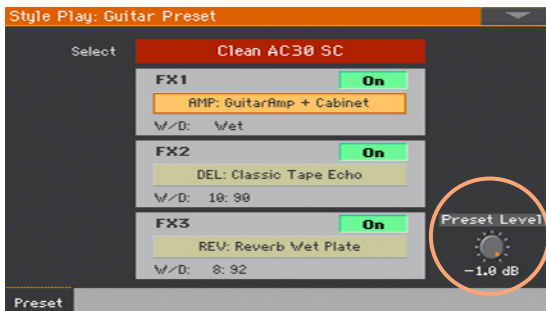 Style Play: Guitar Preset
Select Clean AC30 SC
FX1 On
AMP: GuitarAmp + Cabinet
W/D: Wet
FX2 On
DEL: Classic Tape Echo
W/D: 10:90
FX3 On
REV: Reverb Wet Plate
W/D: 8:92
Preset Level
-1.0 dB
Preset